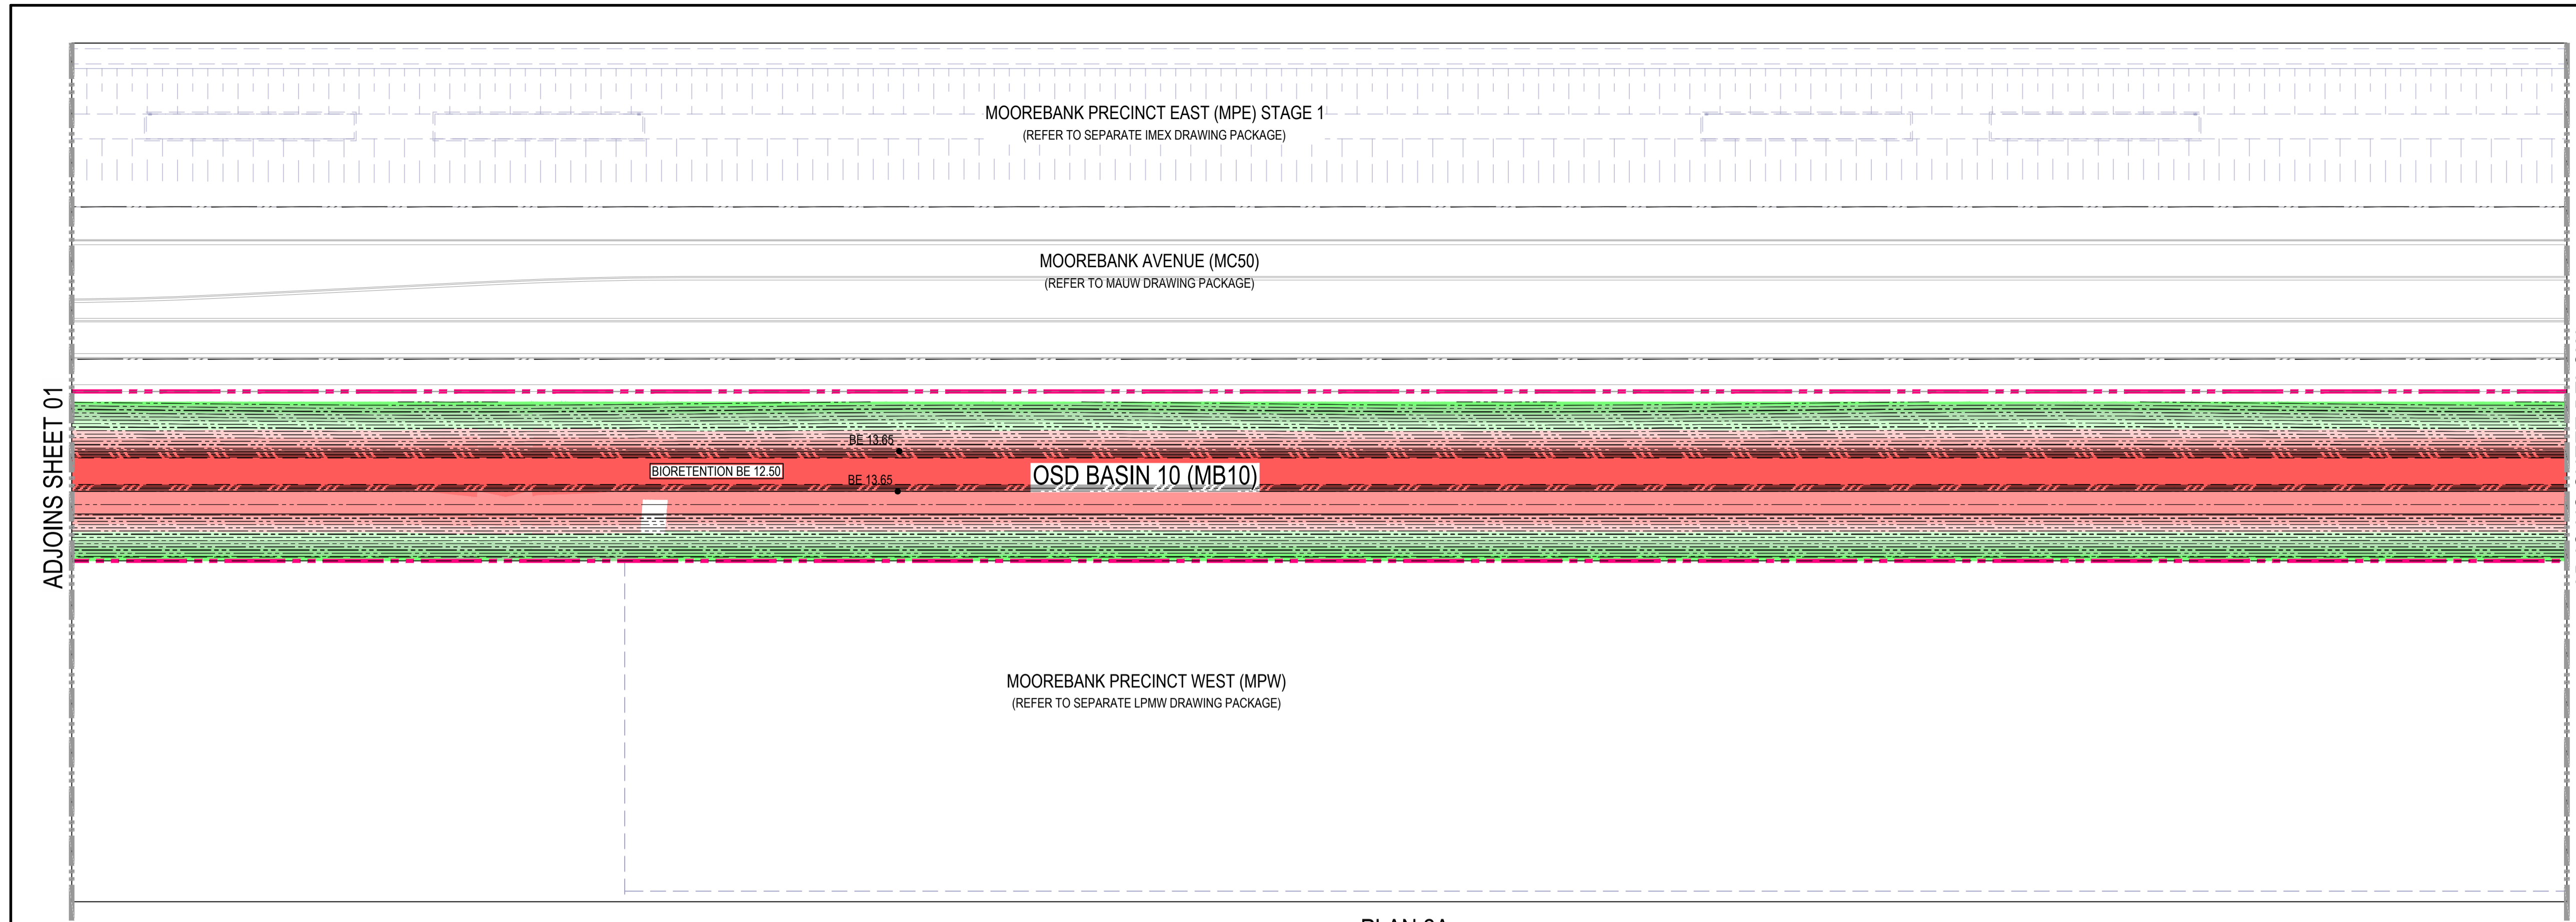 MOOREBANK PRECINCT EAST (MPE) STAGE 1
(REFER TO SEPARATE IMEX DRAWING PACKAGE)
MOOREBANK AVENUE (MC50)
(REFER TO MAUW DRAWING PACKAGE)
ADJOINS SHEET 01
BE 13.65
BIORETENTION BE 12.50
OSD BASIN 10 (MB10)
BE 13.65
MOOREBANK PRECINCT WEST (MPW)
(REFER TO SEPARATE LPMW DRAWING PACKAGE)